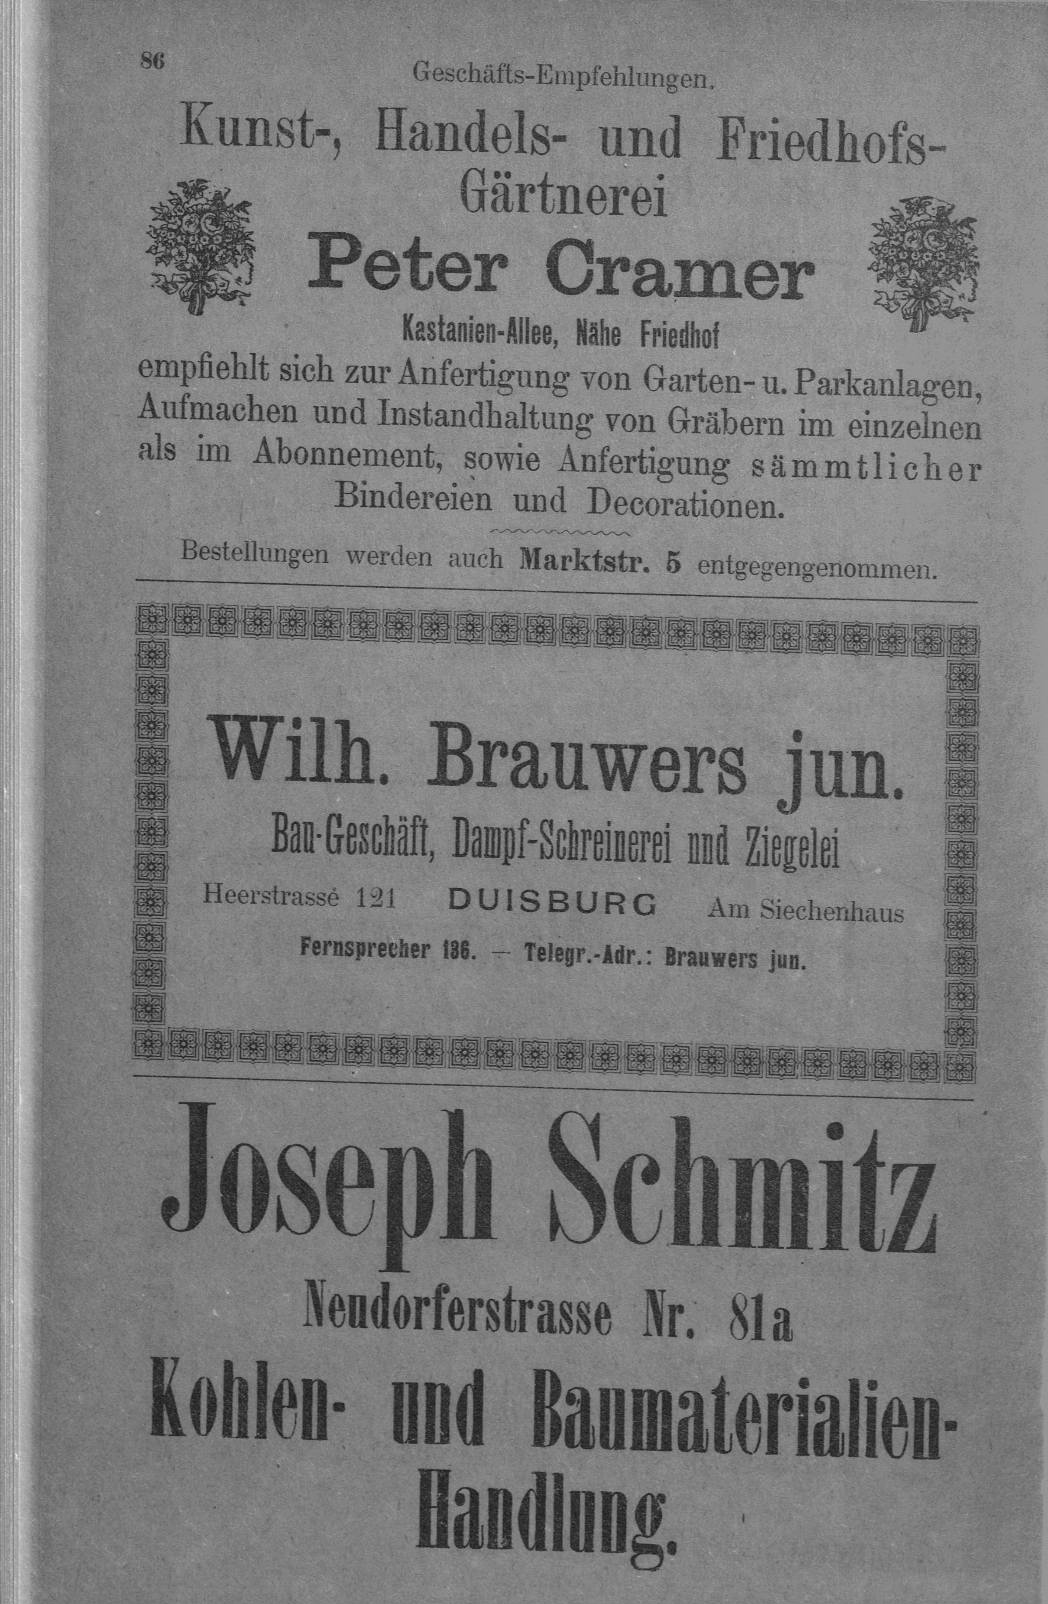 86
Geschäfts-Empfehlungen.
Kunst-, Handels- und Friedhofs-
Gärtnerei
Peter Cramer
Kastanien-Allee, Nähe Friedhof
empfiehlt sich zur Anfertigung von Garten- u. Parkanlagen,
Aufmachen und Instandhaltung von Gräbern im einzelnen
als im Abonnement, sowie Anfertigung sämmtlicher
Bindereien und Decorationen.
Bestellungen werden auch Marktstr. 5 entgegengenommen.
Wilh. Brauwers jun.
Bau-Geschäft, Dampf-Schreinerei und Ziegelei
Heerstrasse 121 DUISBURG Am Siechenhaus
Fernsprecher 136. — Telegr.-Adr.: Brauwers jun.
Joseph Schmitz
Neudorferstrasse Nr. 81a
Kohlen- und Baumaterialien-
Handlung.